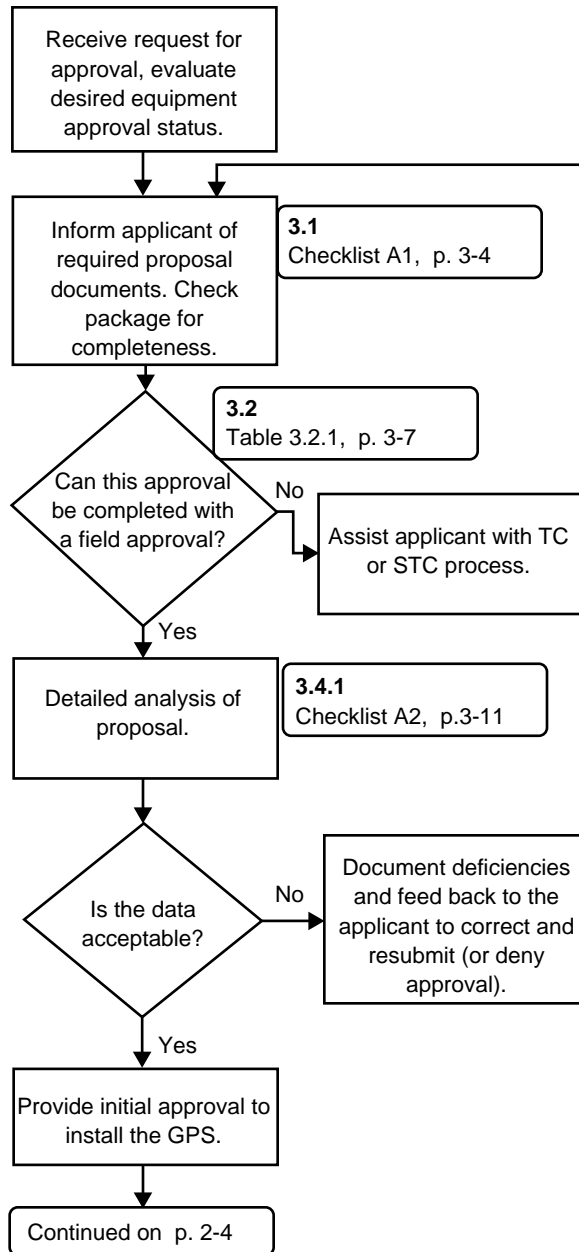 Receive request for
approval, evaluate
desired equipment
approval status.
3.1
Checklist A1,  p. 3-4
Inform applicant of
required proposal
documents. Check
package for
completeness.
3.2
Table 3.2.1,  p. 3-7
Can this approval
be completed with
a field approval?
No
Assist applicant with TC
or STC process.
Yes
Detailed analysis of
proposal.
3.4.1
Checklist A2,  p.3-11
Is the data
acceptable?
No
Document deficiencies
and feed back to the
applicant to correct and
resubmit (or deny
approval).
Yes
Provide initial approval to
install the GPS.
Continued on  p. 2-4